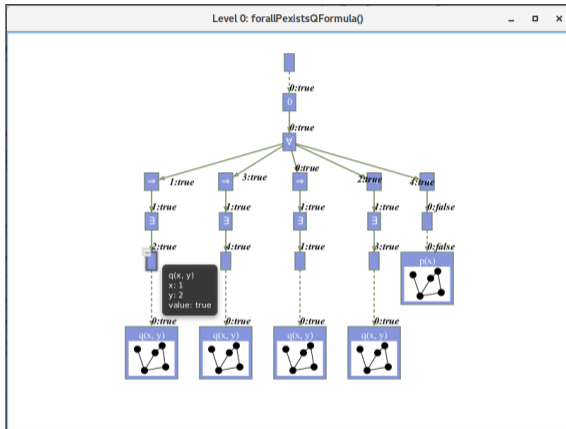 Level 0: forallPexistsQFormula()
0:true
0
0:true
∀
1:true
3:true
0:true
2:true
4:true
⇒
⇒
⇒
1:true
1:true
1:true
1:true
0:false
∃
∃
∃
∃
2:true
1:true
1:true
3:true
0:false
p(x)
q(x, y)
x: 1
y: 2
value: true
0:true
0:true
0:true
0:true
q(x, y)
q(x, y)
q(x, y)
q(x, y)